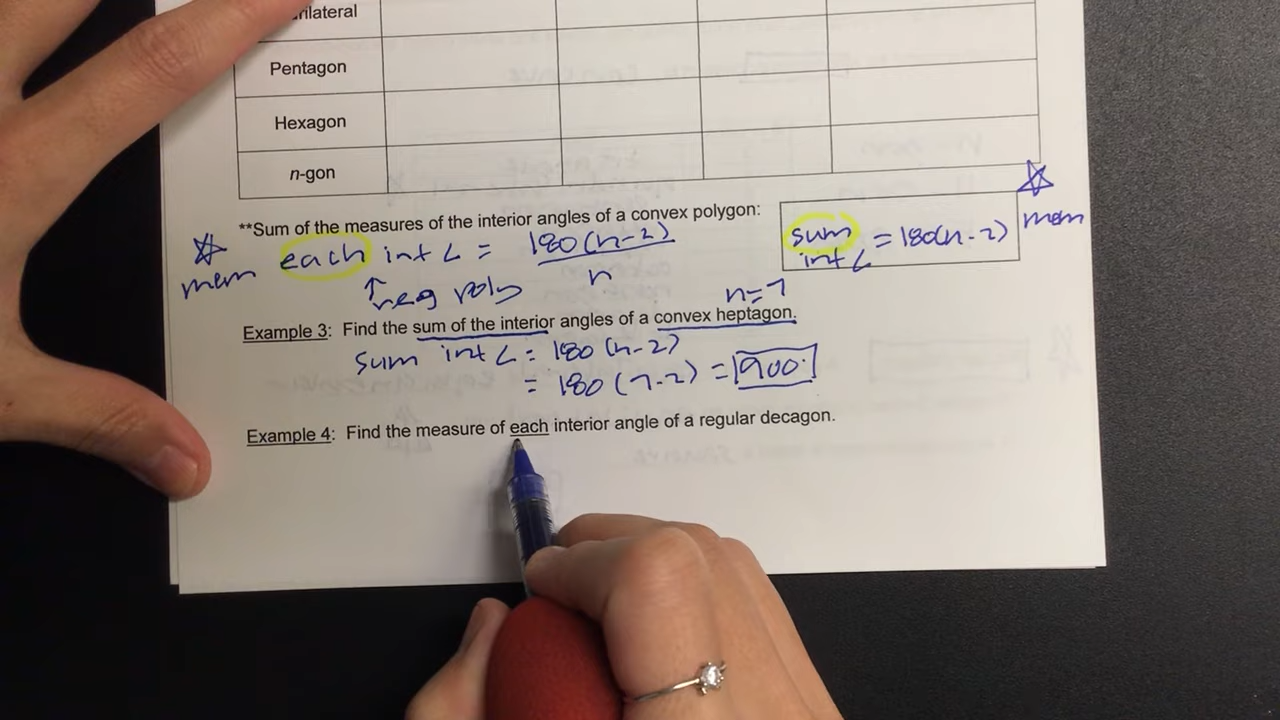 rilateral
Pentagon
Hexagon
n-gon
**Sum of the measures of the interior angles of a convex polygon:
sum int ∠ = 180(n-2)
mem
mem
each int ∠ = 180(n-2) / n
↑ reg poly
n=7
Example 3: Find the sum of the interior angles of a convex heptagon.
sum int ∠ = 180(n-2)
= 180(7-2) = 900°
Example 4: Find the measure of each interior angle of a regular decagon.